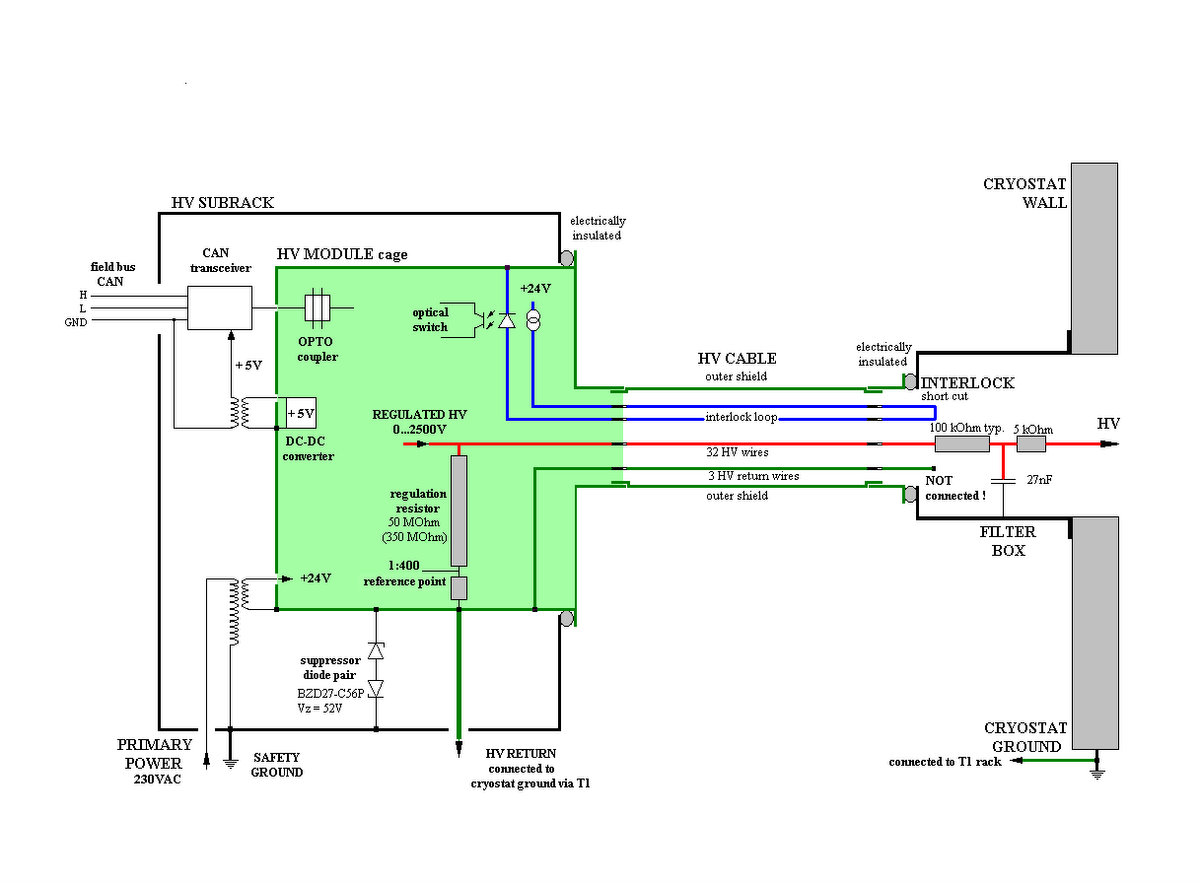 CRYOSTAT
WALL
HV SUBRACK
electrically
insulated
CAN
transceiver
HV MODULE cage
field bus
CAN
H
L
GND
+24V
optical
switch
OPTO
coupler
+5V
electrically
insulated
HV CABLE
outer shield
INTERLOCK
short cut
+5V
REGULATED HV
0...2500V
interlock loop
100 kOhm typ.
5 kOhm
HV
DC-DC
converter
32 HV wires
3 HV return wires
outer shield
NOT
connected !
27nF
regulation
resistor
50 MOhm
(350 MOhm)
FILTER
BOX
1:400
reference point
+24V
suppressor
diode pair
BZD27-C56P
Vz = 52V
CRYOSTAT
GROUND
PRIMARY
POWER
230VAC
SAFETY
GROUND
HV RETURN
connected to
cryostat ground via T1
connected to T1 rack